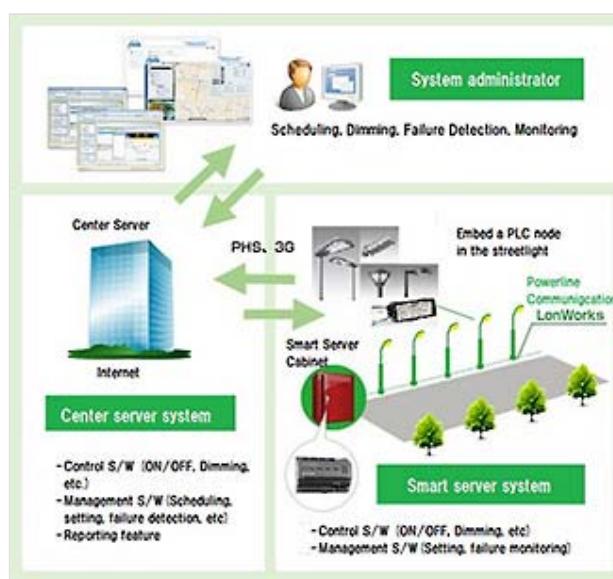 System administrator
Scheduling, Dimming, Failure Detection, Monitoring
Center Server
PHS、3G
Internet
Center server system
- Control S/W (ON/OFF, Dimming,
etc.)
- Management S/W (Scheduling,
setting, failure detection, etc)
- Reporting feature
Embed a PLC node
in the streetlight
Powerline
Communigcation
LonWorks
Smart Server
Cabinet
Smart server system
- Control S/W (ON/OFF, Dimming, etc)
- Management S/W (Setting, failure monitoring)